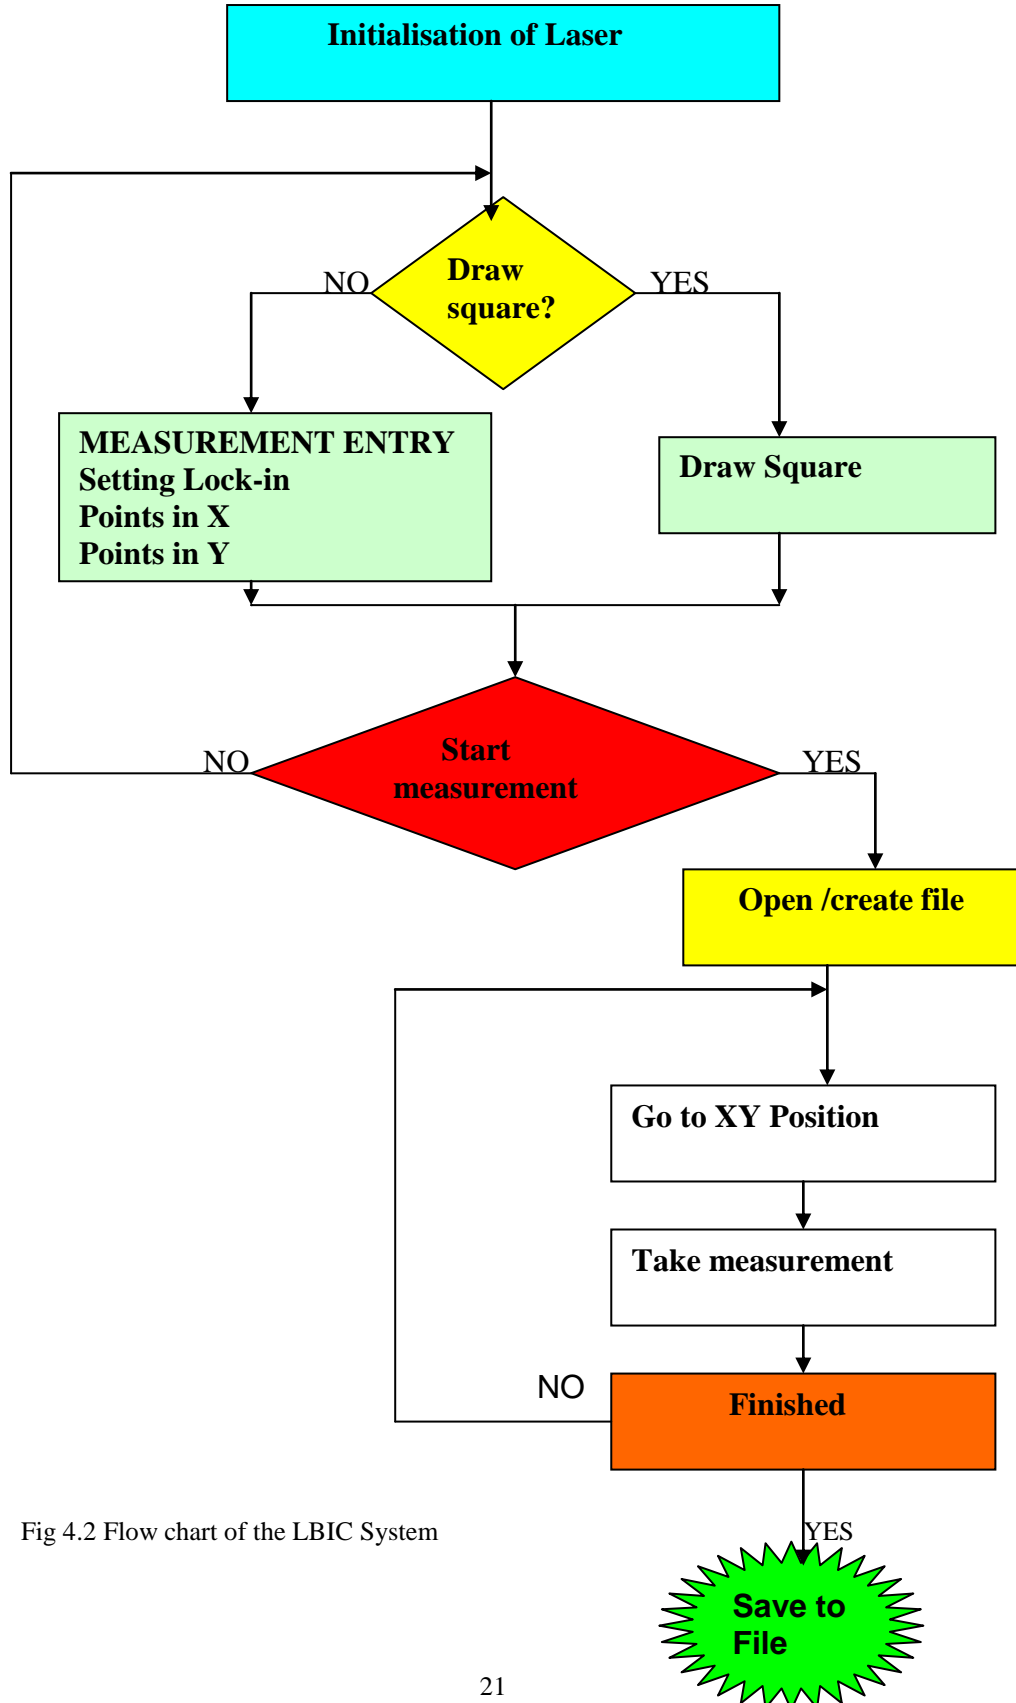 Initialisation of Laser
Draw
square?
NO
YES
MEASUREMENT ENTRY
Setting Lock-in
Points in X
Points in Y
Draw Square
Start
measurement
NO
YES
Open /create file
Go to XY Position
Take measurement
Finished
NO
YES
Save to
File
Fig 4.2 Flow chart of the LBIC System
21